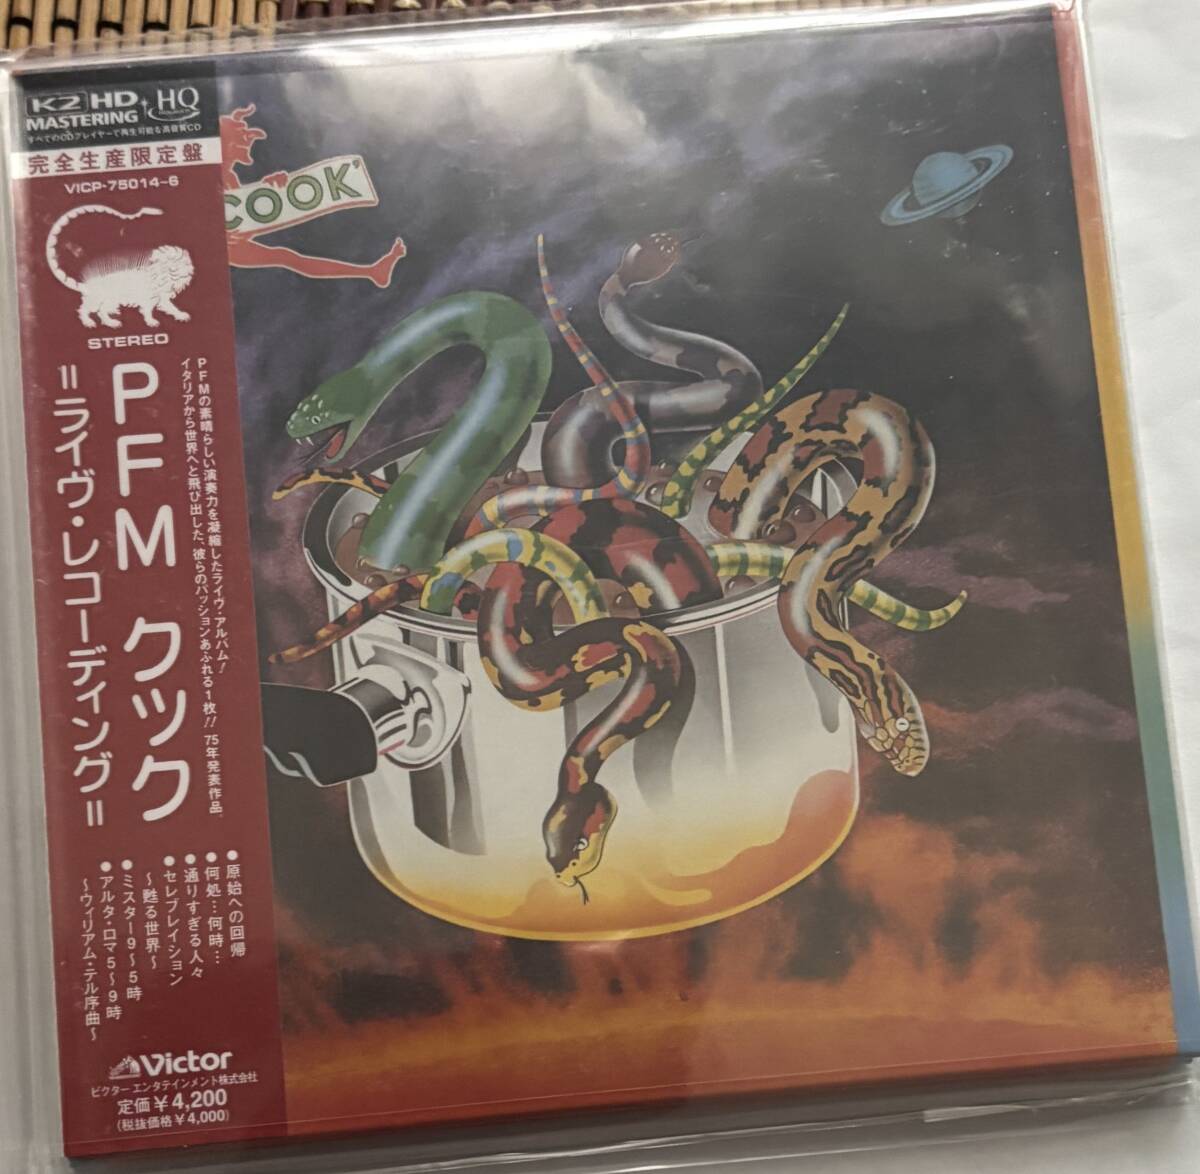 K2 HD
MASTERING
+
HQ
すべてのCDプレイヤーで再生可能な高音質CD
完全生産限定盤
VICP-75014-6
COOK'
STEREO
PFM クック
=ライヴ・レコーディング=
PFMの素晴らしい演奏力を凝縮したライヴ・アルバム!
イタリアから世界へと飛び出した、彼らのパッションあふれる1枚!! 75年発表作品。
●原始への回帰
●何処…何時…
●通りすぎる人々
●セレブレイション
～甦る世界～
●ミスター9～5時
●アルタ・ロマ5～9時
～ウィリアム・テル序曲～
Victor
ビクター エンタテインメント株式会社
定価￥4,200
(税抜価格￥4,000)